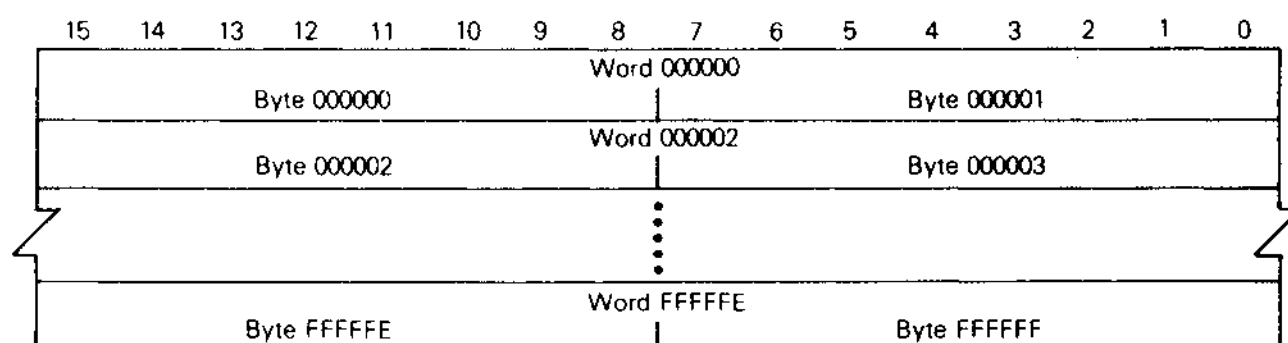 15 14 13 12 11 10 9 8 7 6 5 4 3 2 1 0
Word 000000
Byte 000000 Byte 000001
Word 000002
Byte 000002 Byte 000003
Word FFFFFE
Byte FFFFFE Byte FFFFFF